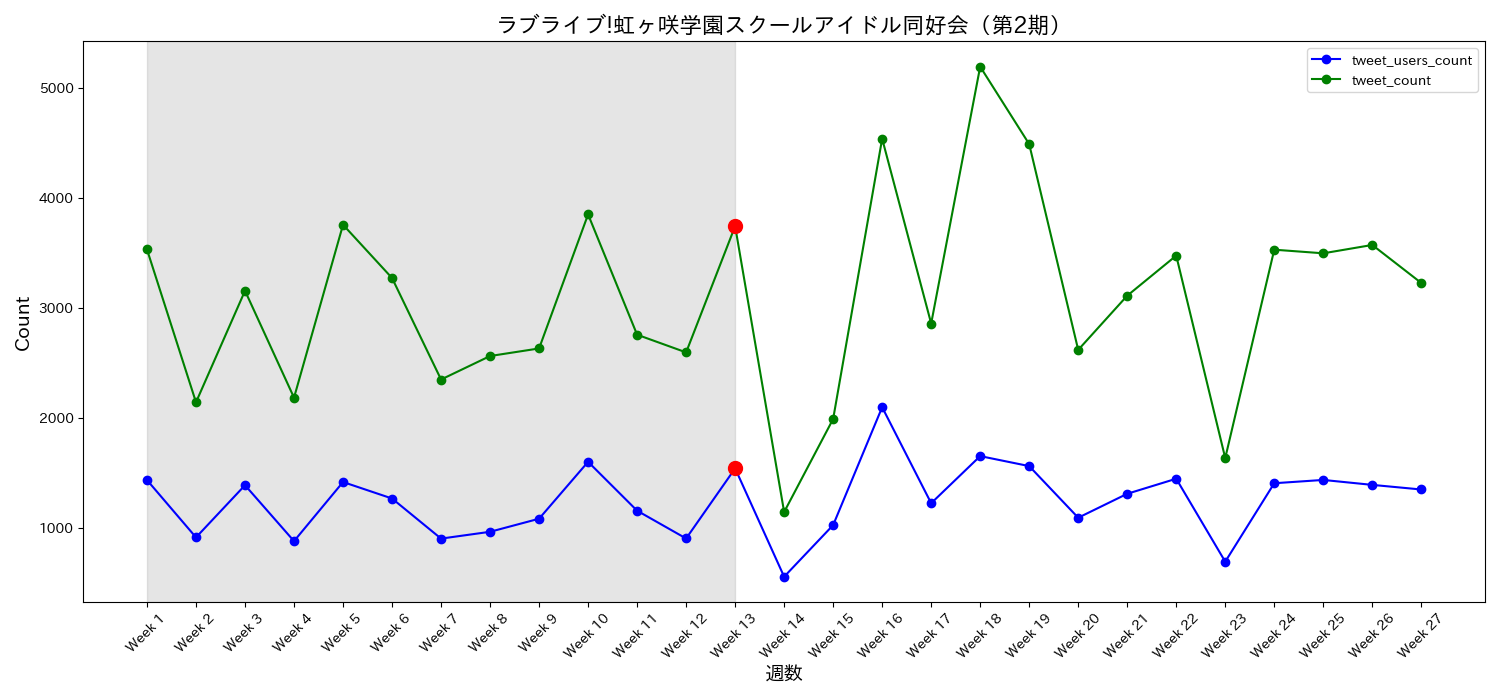 ラブライブ!虹ヶ咲学園スクールアイドル同好会（第2期）
tweet_users_count
tweet_count
Count
5000
4000
3000
2000
1000
Week 1
Week 2
Week 3
Week 4
Week 5
Week 6
Week 7
Week 8
Week 9
Week 10
Week 11
Week 12
Week 13
Week 14
Week 15
Week 16
Week 17
Week 18
Week 19
Week 20
Week 21
Week 22
Week 23
Week 24
Week 25
Week 26
Week 27
週数